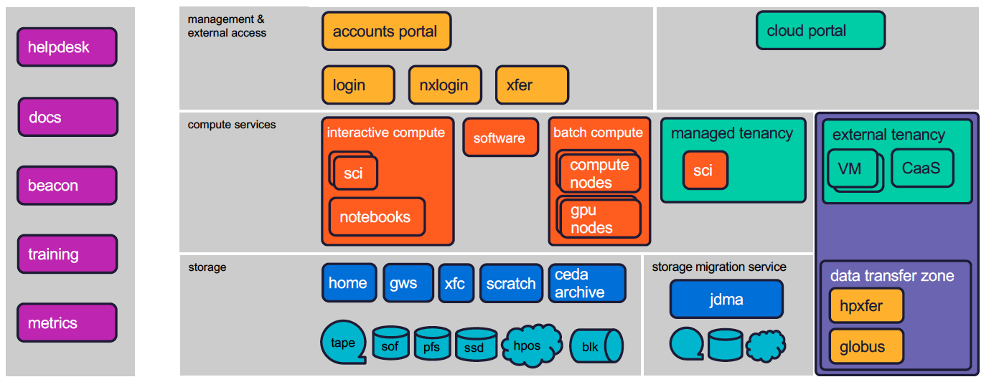 helpdesk
docs
beacon
training
metrics
management &
external access
accounts portal
login
nxlogin
xfer
cloud portal
compute services
interactive compute
sci
notebooks
software
batch compute
compute
nodes
gpu
nodes
managed tenancy
sci
external tenancy
VM
CaaS
storage
home
gws
xfc
scratch
ceda
archive
tape
sof
pfs
ssd
hpos
blk
storage migration service
jdma
data transfer zone
hpxfer
globus